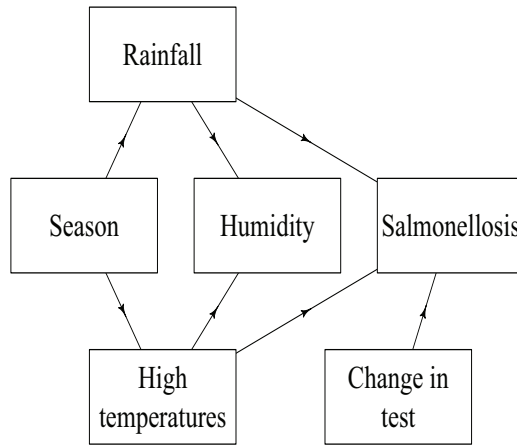 Rainfall
Season
Humidity
Salmonellosis
High
temperatures
Change in
test